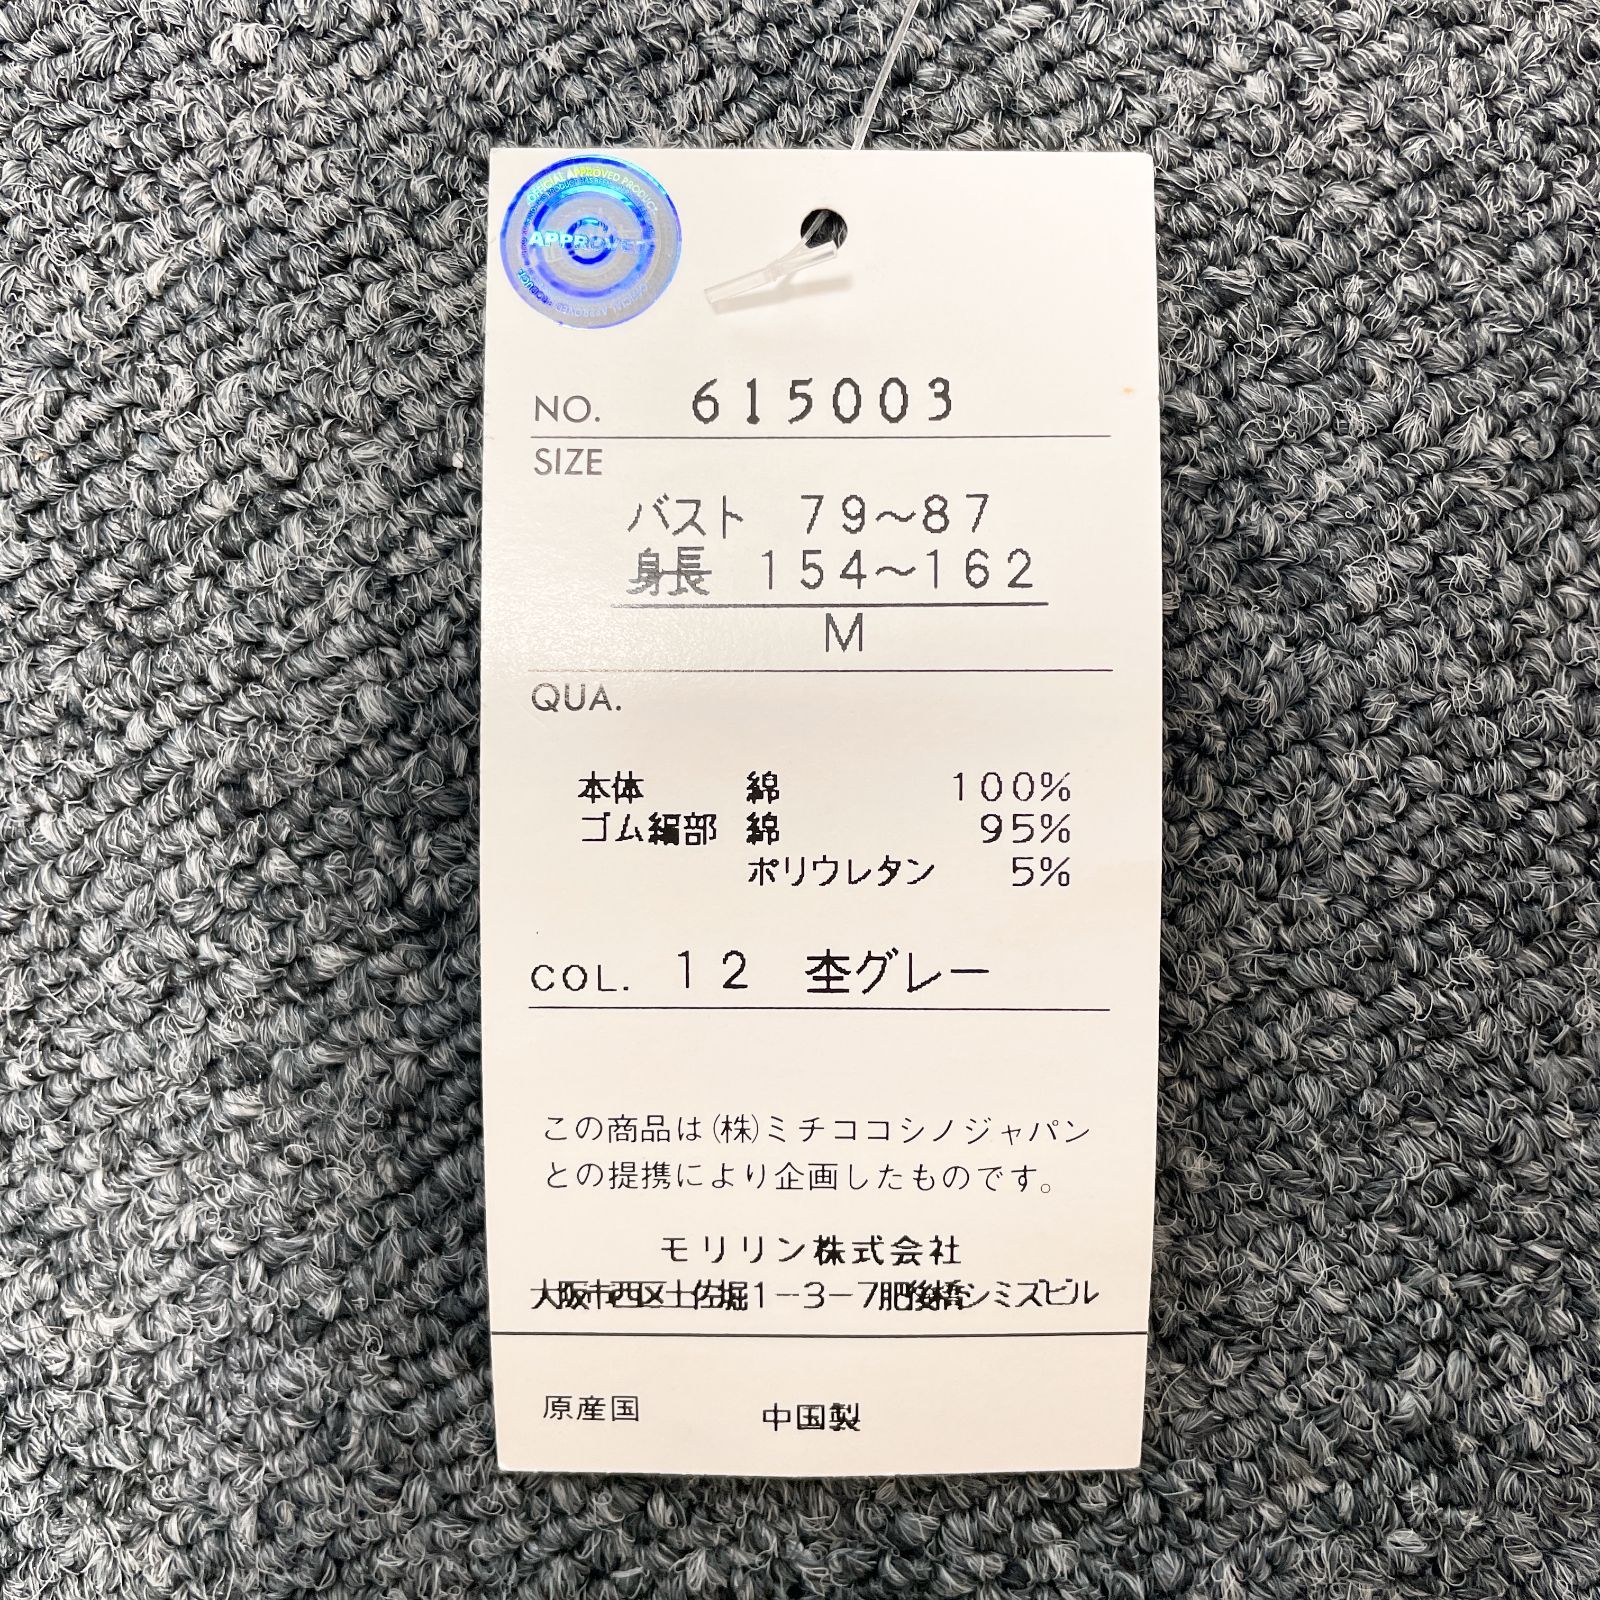 OFFICIAL APPROVED PRODUCT
APPROVED
NO. 615003
SIZE
バスト 79～87
身長 154～162
M
QUA.
本体 綿 100%
ゴム編部 綿 95%
ポリウレタン 5%
COL. 12 杢グレー
この商品は(株)ミチココシノジャパン
との提携により企画したものです。
モリリン株式会社
大阪市西区土佐堀1-3-7肥後橋シミズビル
原産国 中国製